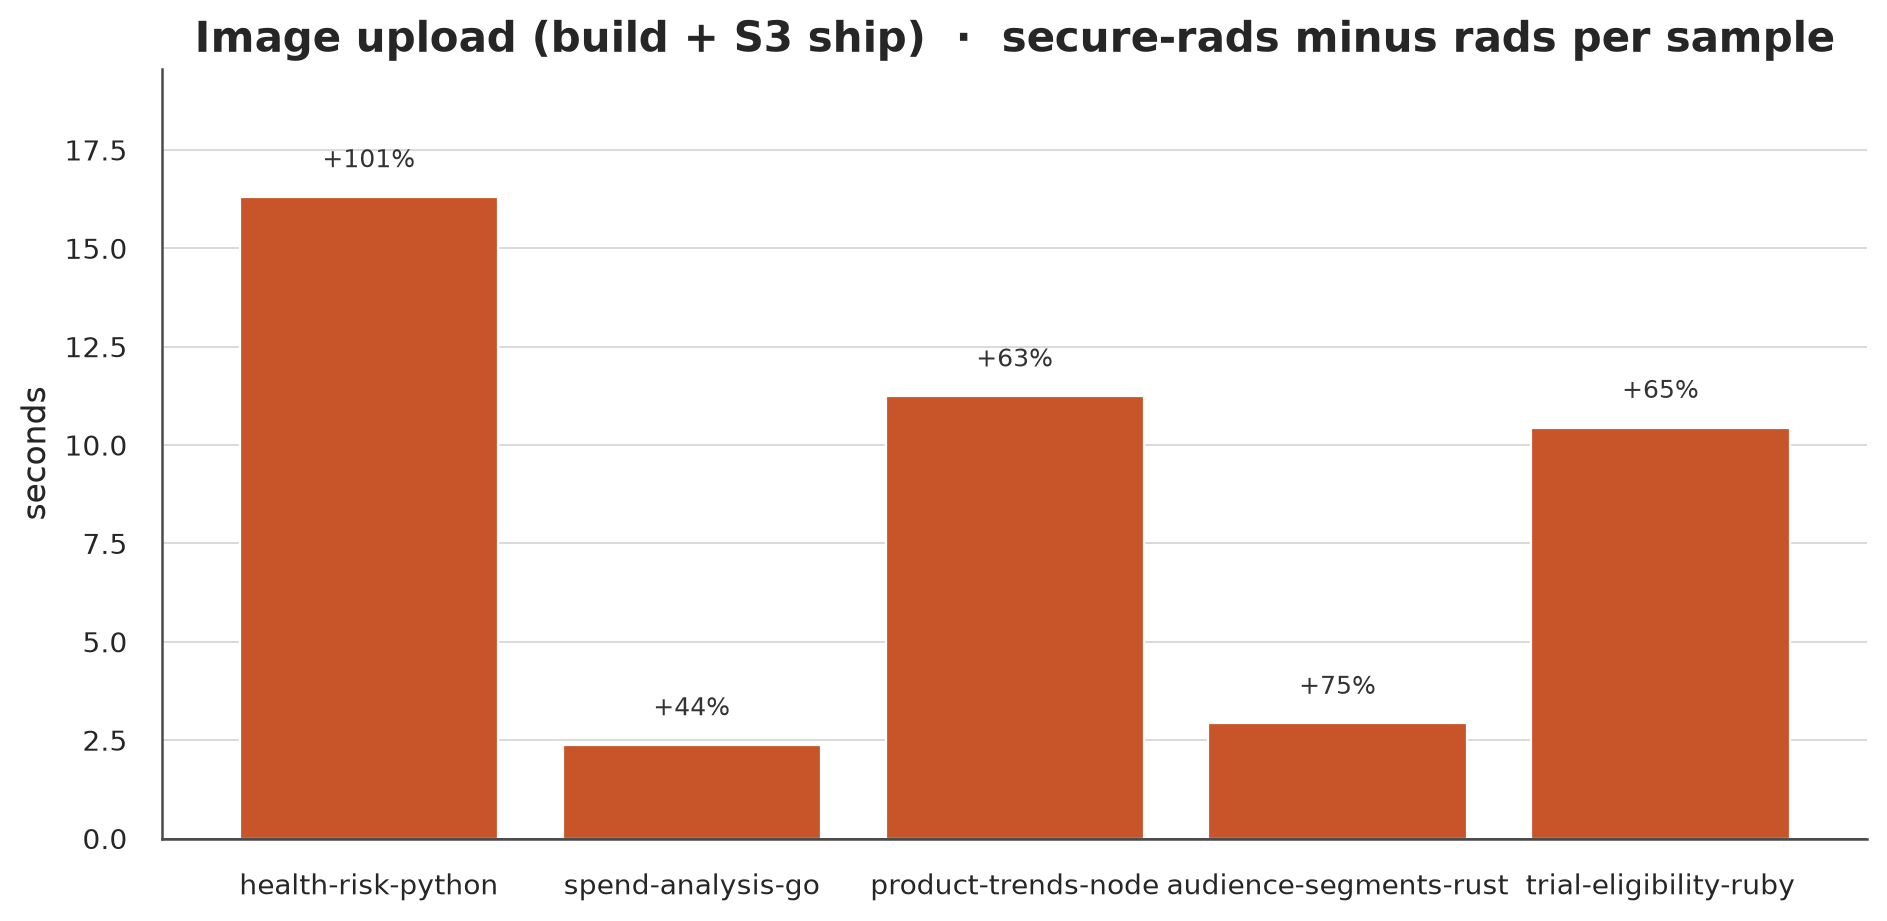 Image upload (build + S3 ship) · secure-rads minus rads per sample
seconds
17.5
15.0
12.5
10.0
7.5
5.0
2.5
0.0
+101%
+44%
+63%
+75%
+65%
health-risk-python
spend-analysis-go
product-trends-node
audience-segments-rust
trial-eligibility-ruby